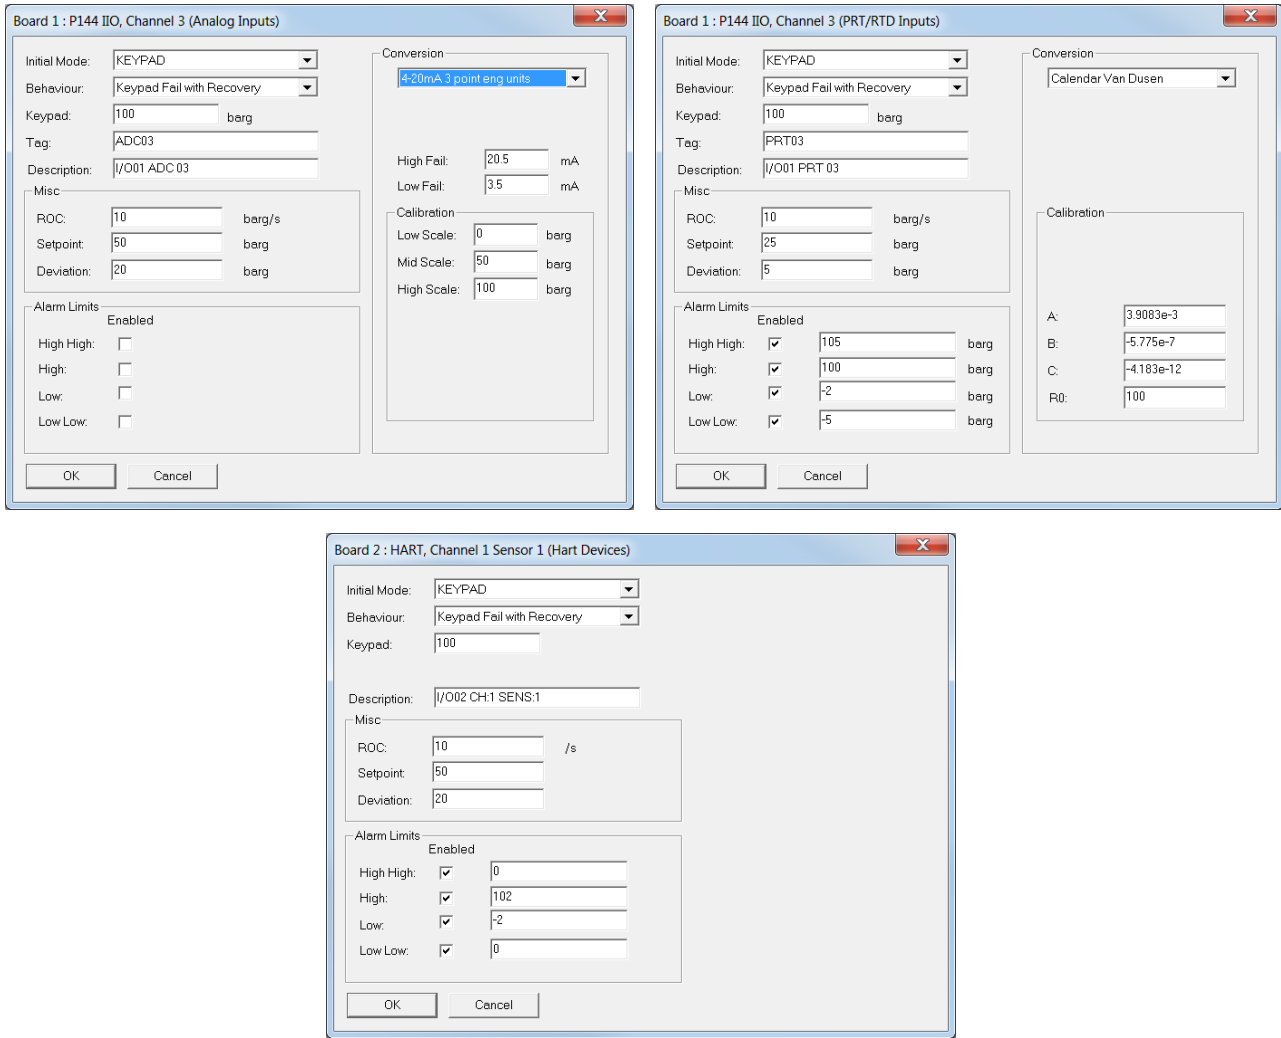 Board 1 : P144 IIO, Channel 3 (Analog Inputs)
Initial Mode: KEYPAD
Behaviour: Keypad Fail with Recovery
Keypad: 100 barg
Tag: ADC03
Description: I/O01 ADC 03
Misc
ROC: 10 barg/s
Setpoint: 50 barg
Deviation: 20 barg
Alarm Limits
Enabled
High High:
High:
Low:
Low Low:
Conversion
4-20mA 3 point eng units
High Fail: 20.5 mA
Low Fail: 3.5 mA
Calibration
Low Scale: 0 barg
Mid Scale: 50 barg
High Scale: 100 barg
OK Cancel
Board 1 : P144 IIO, Channel 3 (PRT/RTD Inputs)
Initial Mode: KEYPAD
Behaviour: Keypad Fail with Recovery
Keypad: 100 barg
Tag: PRT03
Description: I/O01 PRT 03
Misc
ROC: 10 barg/s
Setpoint: 25 barg
Deviation: 5 barg
Alarm Limits
Enabled
High High: 105 barg
High: 100 barg
Low: -2 barg
Low Low: -5 barg
Conversion
Calendar Van Dusen
Calibration
A: 3.9083e-3
B: -5.775e-7
C: -4.183e-12
R0: 100
OK Cancel
Board 2 : HART, Channel 1 Sensor 1 (Hart Devices)
Initial Mode: KEYPAD
Behaviour: Keypad Fail with Recovery
Keypad: 100
Description: I/O02 CH:1 SENS:1
Misc
ROC: 10 /s
Setpoint: 50
Deviation: 20
Alarm Limits
Enabled
High High: 0
High: 102
Low: -2
Low Low: 0
OK Cancel